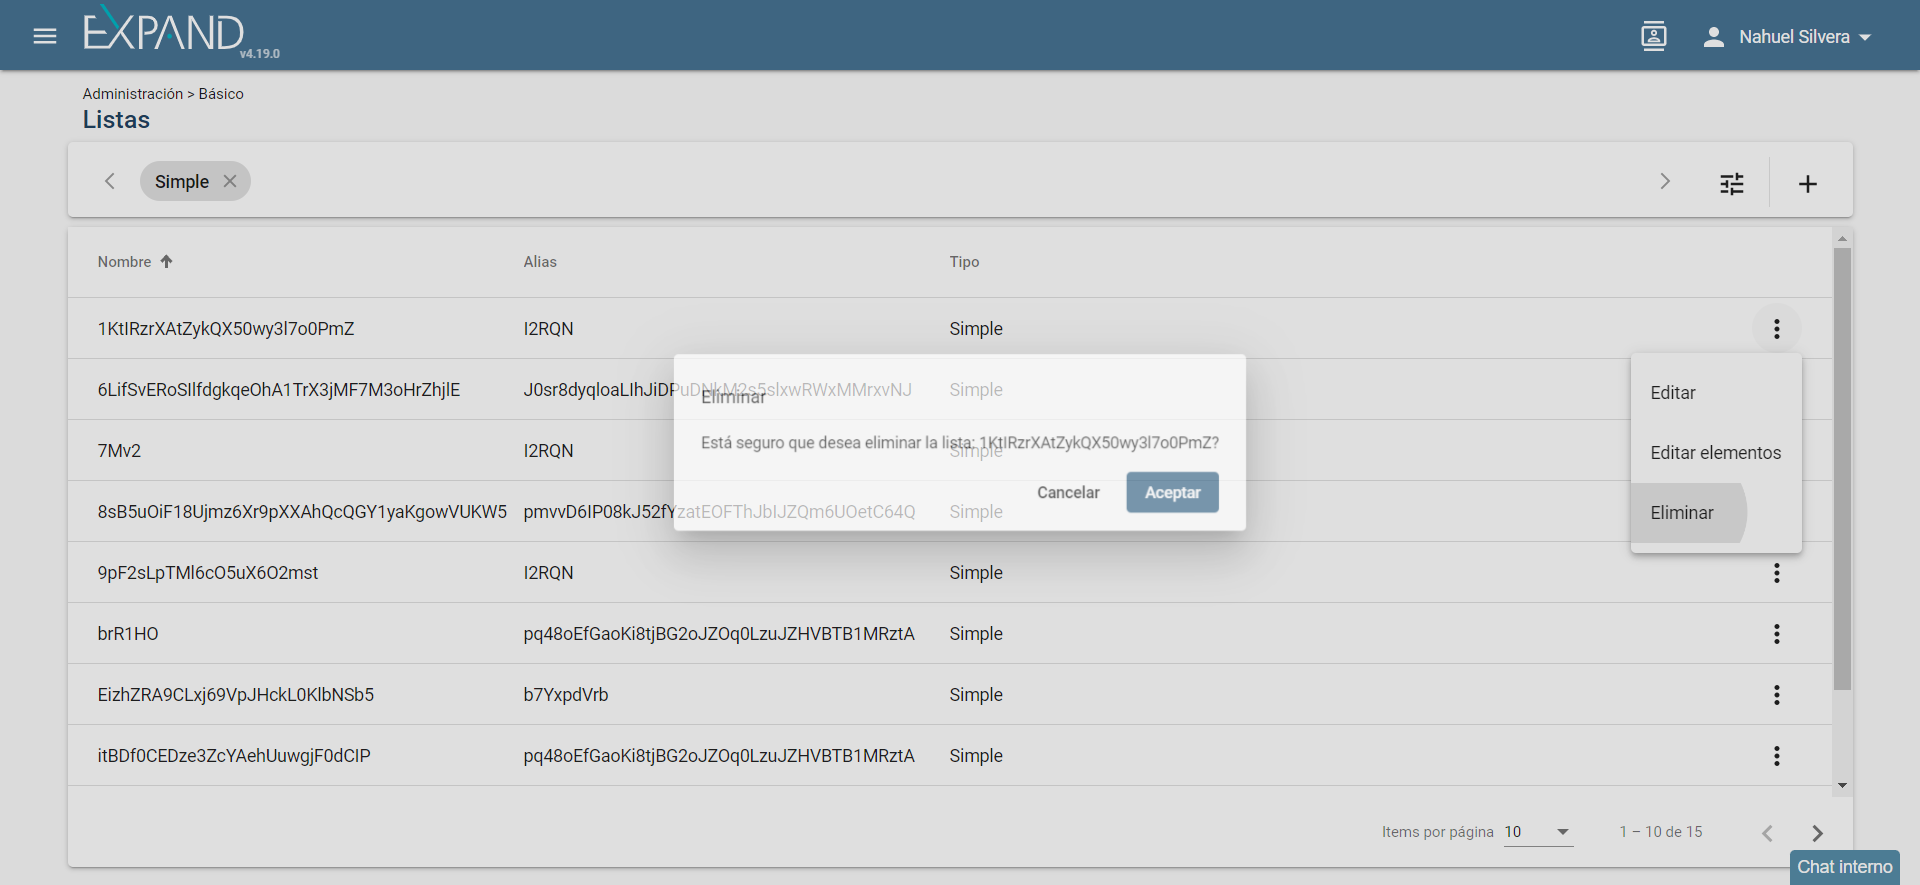 EXPAND
v4.19.0
Nahuel Silvera
Administración > Básico
Listas
Simple
Nombre Alias Tipo
1KtIRzrXAtZykQX50wy3l7o0PmZ I2RQN Simple
6LifSvERoSIlfdgkqeOhA1TrX3jMF7M3oHrZhjlE J0sr8dyqloaLIhJiDPuDNkM2s5slxwRWxMMrxvNJ Simple
7Mv2 I2RQN Simple
8sB5uOiF18Ujmz6Xr9pXXAhQcQGY1yaKgowVUKW5 pmvvD6IP08kJ52fYzatEOFThJbIJZQm6UOetC64Q Simple
9pF2sLpTMl6cO5uX6O2mst I2RQN Simple
brR1HO pq48oEfGaoKi8tjBG2oJZOq0LzuJZHVBTB1MRztA Simple
EizhZRA9CLxj69VpJHckL0KlbNSb5 b7YxpdVrb Simple
itBDf0CEDze3ZcYAehUuwgjF0dCIP pq48oEfGaoKi8tjBG2oJZOq0LzuJZHVBTB1MRztA Simple
Eliminar
Está seguro que desea eliminar la lista: 1KtIRzrXAtZykQX50wy3l7o0PmZ?
Cancelar Aceptar
Editar
Editar elementos
Eliminar
Items por página 10 1 – 10 de 15
Chat interno